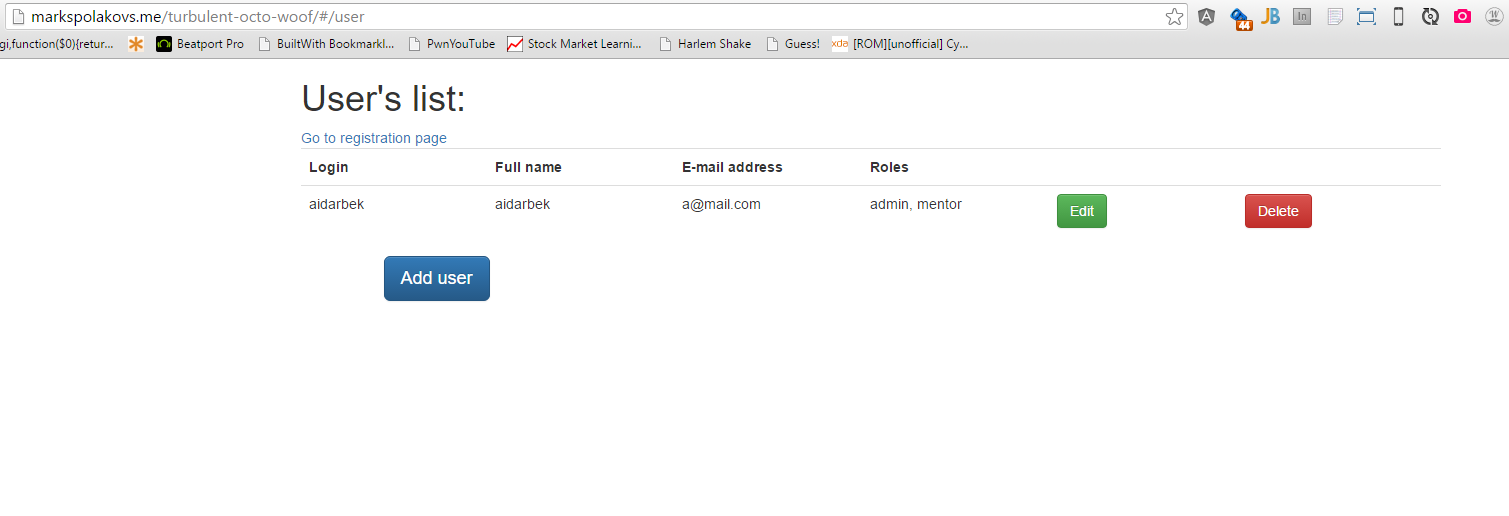 markspolakovs.me/turbulent-octo-woof/#/user
JB In 44
gi,function($0){retur... Beatport Pro BuiltWith Bookmarkl... PwnYouTube Stock Market Learni... Harlem Shake Guess! xda [ROM][unofficial] Cy...
User's list:
Go to registration page
Login Full name E-mail address Roles
aidarbek aidarbek a@mail.com admin, mentor Edit Delete
Add user